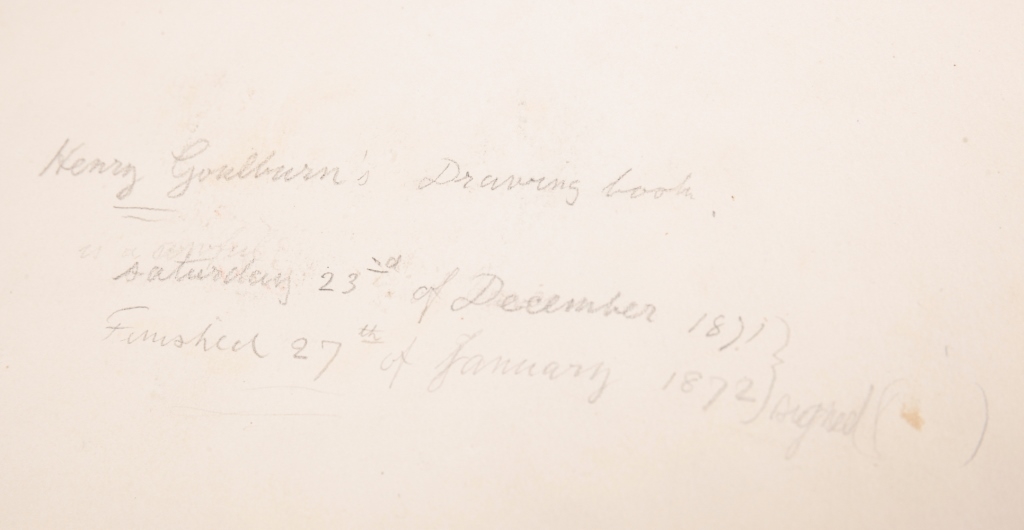 Henry Goulburn's Drawing book.
Saturday 23rd of December 1871
Finished 27th of January 1872 } signed ( )